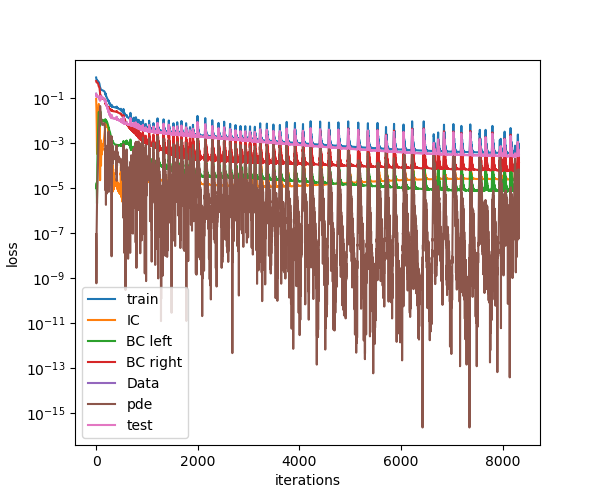 10⁻¹
10⁻³
10⁻⁵
10⁻⁷
10⁻⁹
10⁻¹¹
10⁻¹³
10⁻¹⁵
loss
train
IC
BC left
BC right
Data
pde
test
0 2000 4000 6000 8000
iterations